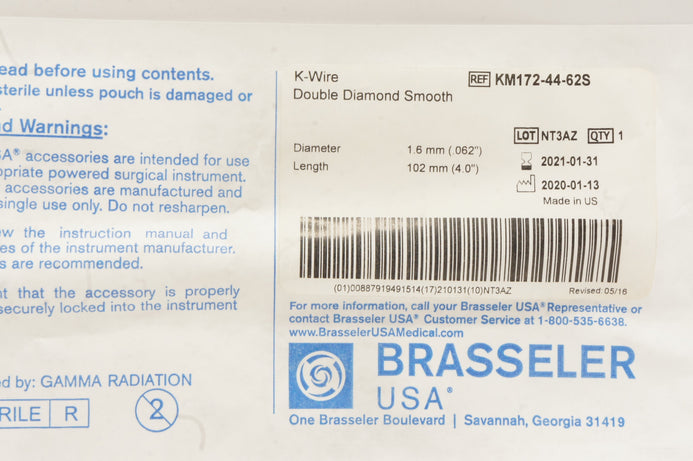 ead before using contents.
sterile unless pouch is damaged or
d Warnings:
A® accessories are intended for use
opriate powered surgical instrument.
accessories are manufactured and
single use only. Do not resharpen.
ew the instruction manual and
es of the instrument manufacturer.
s are recommended.
nt that the accessory is properly
securely locked into the instrument
ed by: GAMMA RADIATION
RILE R
2
K-Wire
REF KM172-44-62S
Double Diamond Smooth
LOT NT3AZ QTY 1
Diameter 1.6 mm (.062")
2021-01-31
Length 102 mm (4.0")
2020-01-13
Made in US
(01)00887919491514(17)210131(10)NT3AZ
Revised: 05/16
For more information, call your Brasseler USA® Representative or
contact Brasseler USA® Customer Service at 1-800-535-6638.
www.BrasselerUSAMedical.com
BRASSELER
USA®
One Brasseler Boulevard | Savannah, Georgia 31419